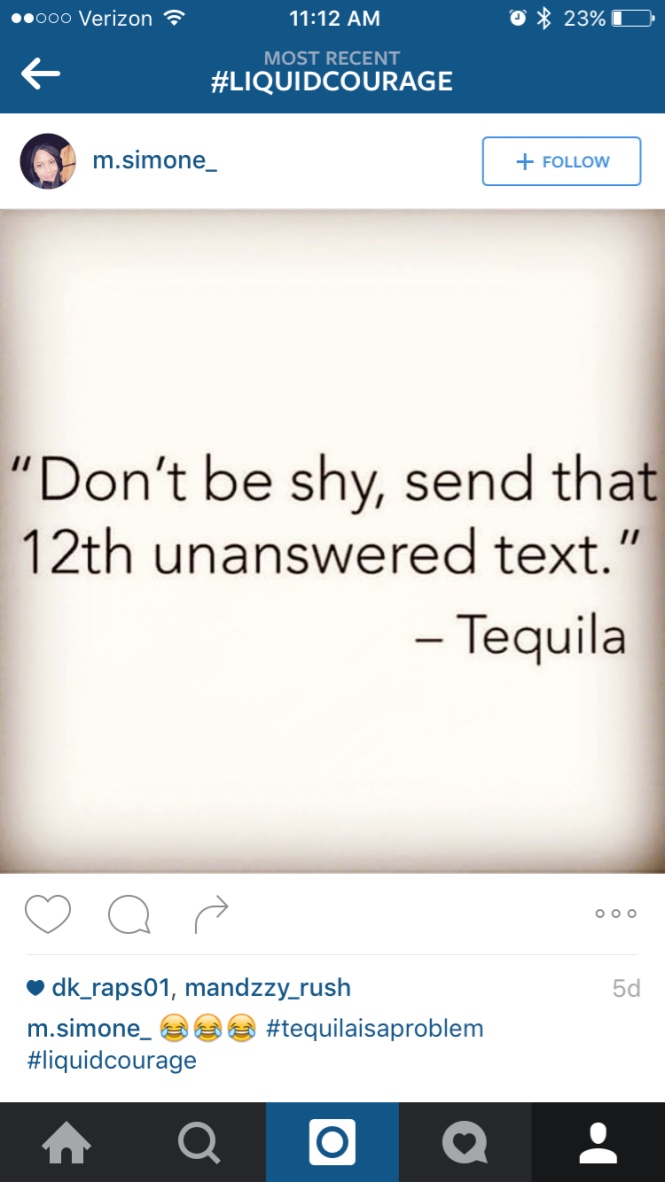 Verizon 11:12 AM 23%
MOST RECENT
#LIQUIDCOURAGE
m.simone_ + FOLLOW
“Don’t be shy, send that
12th unanswered text.”
– Tequila
dk_raps01, mandzzy_rush 5d
m.simone_ 😂😂😂 #tequilaisaproblem
#liquidcourage